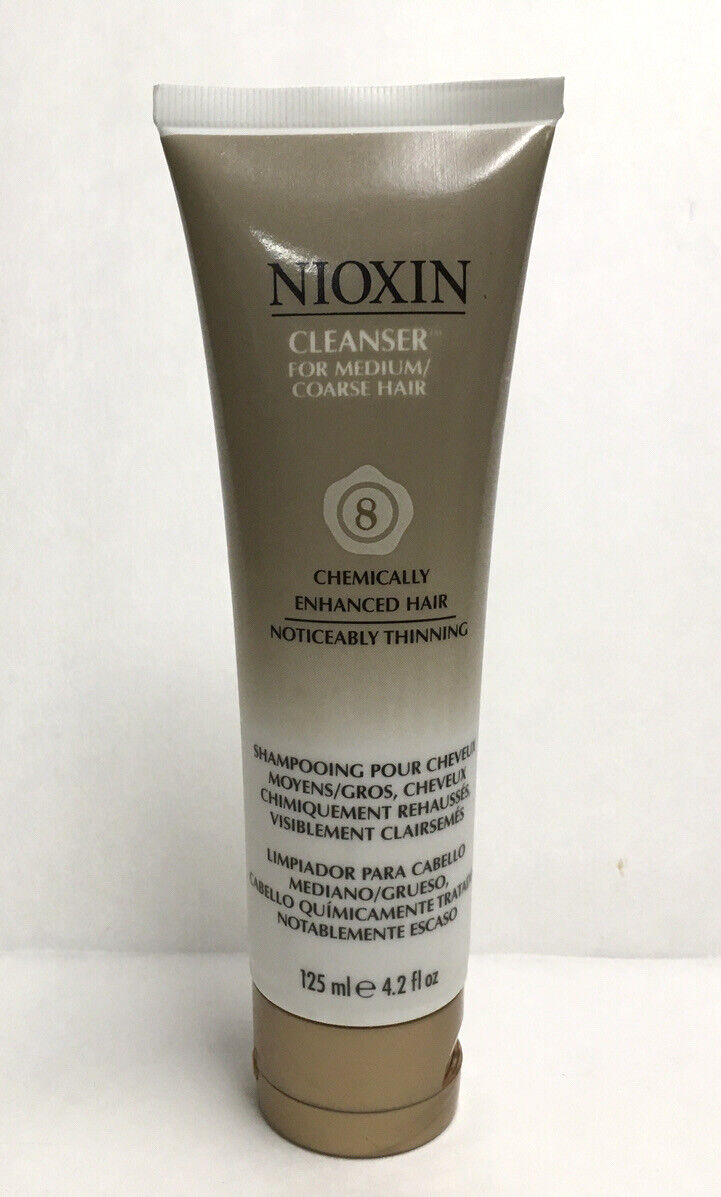 NIOXIN
CLEANSER™
FOR MEDIUM/
COARSE HAIR
8
CHEMICALLY
ENHANCED HAIR
NOTICEABLY THINNING
SHAMPOOING POUR CHEVEUX
MOYENS/GROS, CHEVEUX
CHIMIQUEMENT REHAUSSÉS,
VISIBLEMENT CLAIRSEMÉS
LIMPIADOR PARA CABELLO
MEDIANO/GRUESO,
CABELLO QUÍMICAMENTE
NOTABLEMENTE ESCASO
125 ml e 4.2 fl oz